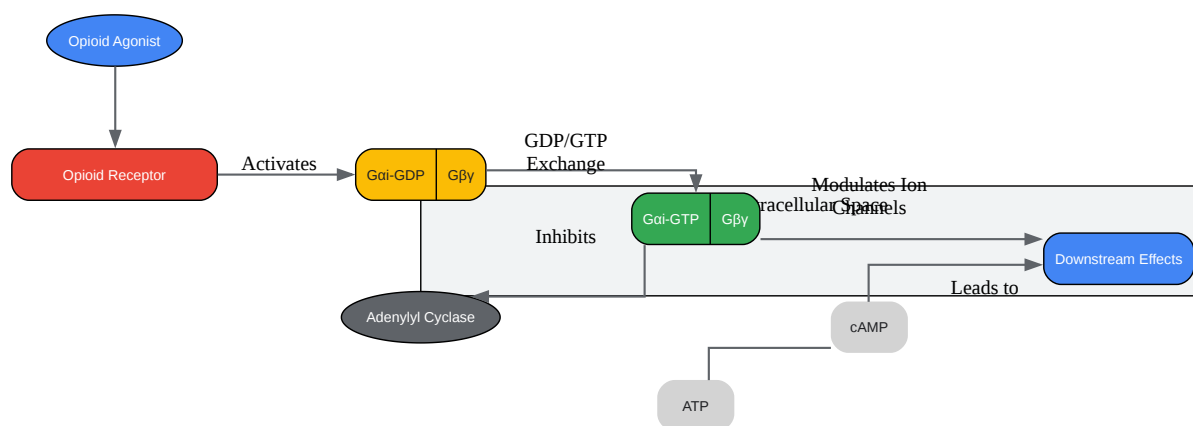 Opioid Agonist
Opioid Receptor
Activates
Gαi-GDP
Gβγ
GDP/GTP
Exchange
Modulates Ion
Channels
Space
Gαi-GTP
Gβγ
Inhibits
Downstream Effects
Leads to
Adenylyl Cyclase
cAMP
ATP